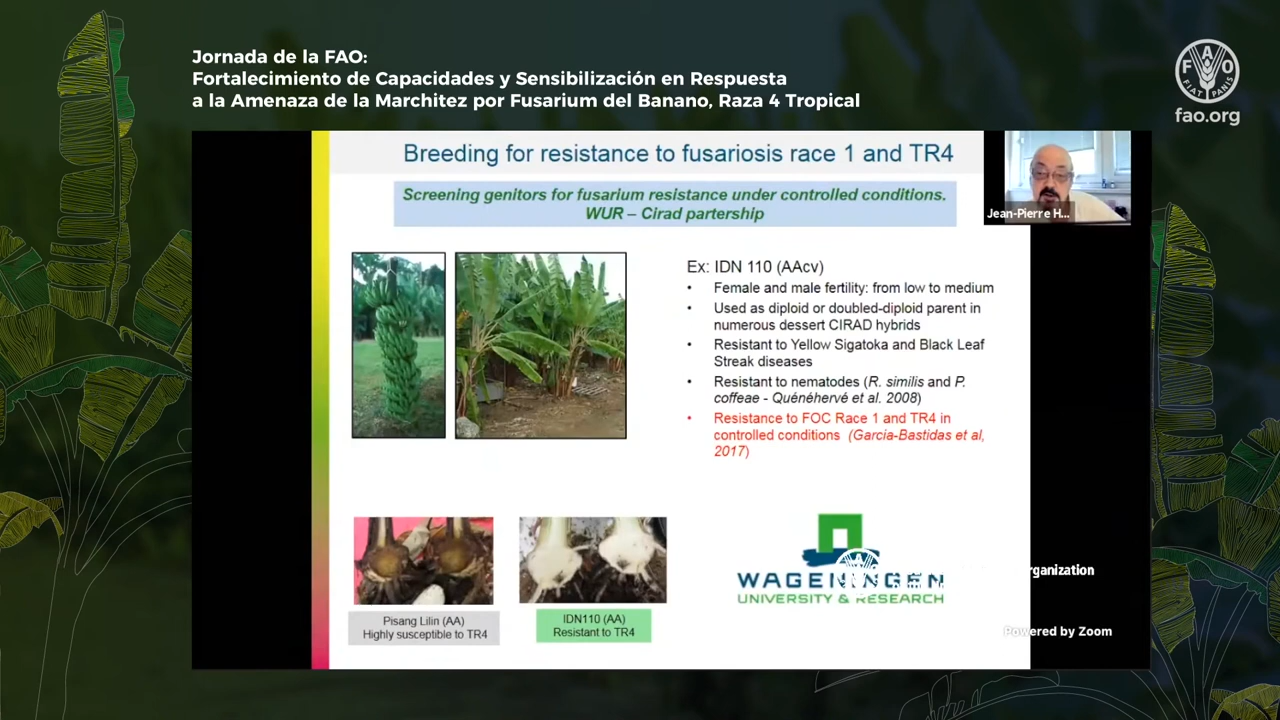 Jornada de la FAO:
Fortalecimiento de Capacidades y Sensibilización en Respuesta
a la Amenaza de la Marchitez por Fusarium del Banano, Raza 4 Tropical
FAO
FIAT PANIS
fao.org
Breeding for resistance to fusariosis race 1 and TR4
Screening genitors for fusarium resistance under controlled conditions.
WUR – Cirad partership
Jean-Pierre H...
Ex: IDN 110 (AAcv)
• Female and male fertility: from low to medium
• Used as diploid or doubled-diploid parent in
numerous dessert CIRAD hybrids
• Resistant to Yellow Sigatoka and Black Leaf
Streak diseases
• Resistant to nematodes (R. similis and P.
coffeae - Quénéhervé et al. 2008)
• Resistance to FOC Race 1 and TR4 in
controlled conditions (Garcia-Bastidas et al,
2017)
Pisang Lilin (AA)
Highly susceptible to TR4
IDN110 (AA)
Resistant to TR4
WAGENINGEN
UNIVERSITY & RESEARCH
rganization
Powered by Zoom